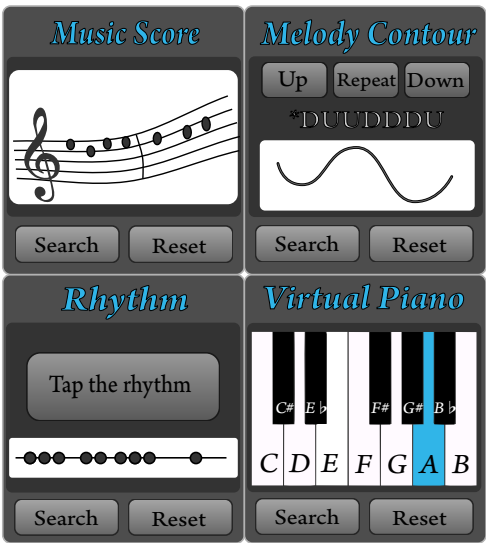 Music Score
Search
Reset
Melody Contour
Up
Repeat
Down
*DUUDDDU
Search
Reset
Rhythm
Tap the rhythm
Search
Reset
Virtual Piano
C# E♭ F# G# B♭
C D E F G A B
Search
Reset